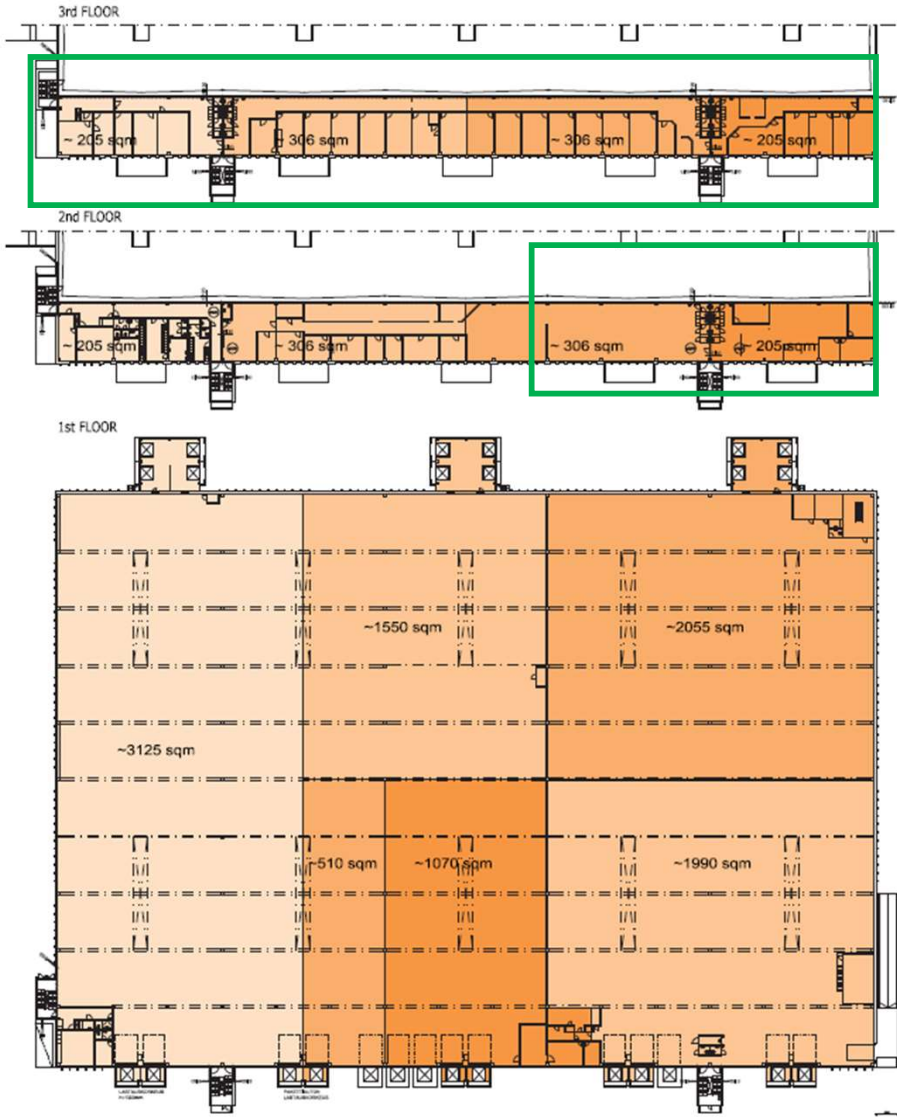 3rd FLOOR
~ 205 sqm
~ 306 sqm
~ 306 sqm
~ 205 sqm
2nd FLOOR
~ 205 sqm
~ 306 sqm
~ 306 sqm
~ 205 sqm
1st FLOOR
~1550 sqm
~2055 sqm
~3125 sqm
~510 sqm
~1070 sqm
~1990 sqm